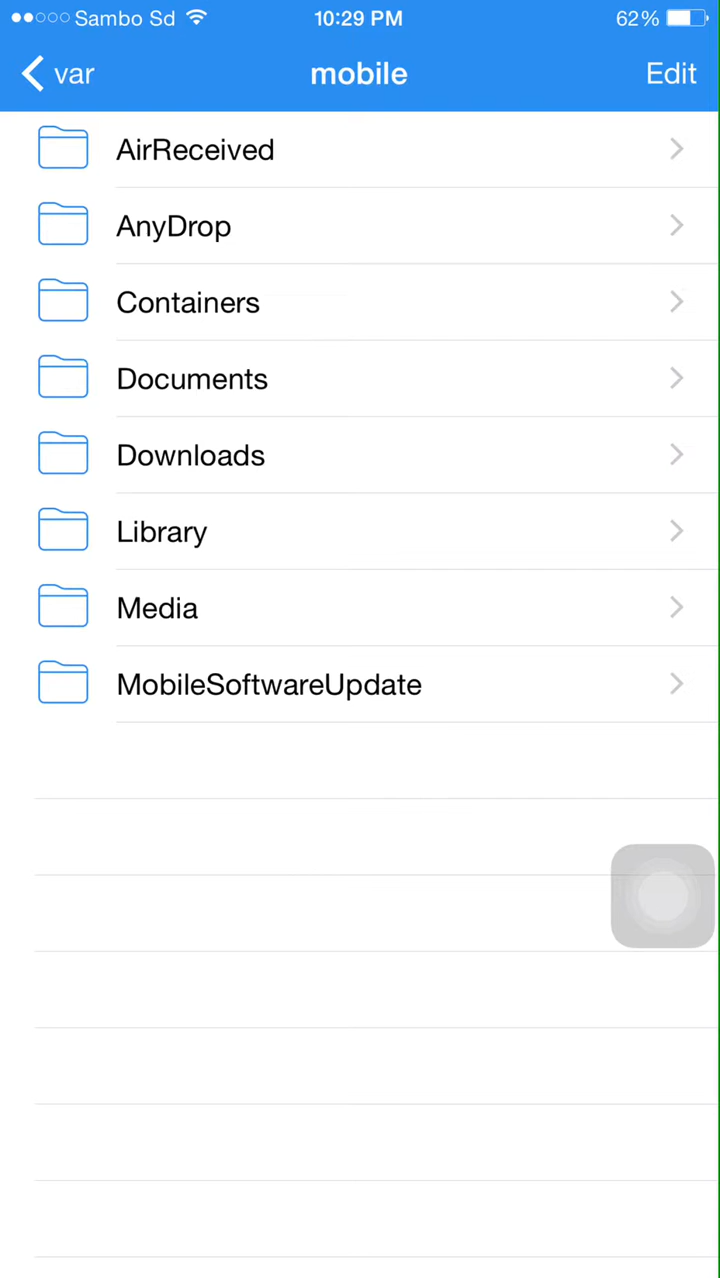 Sambo Sd 10:29 PM 62%
var mobile Edit
AirReceived
AnyDrop
Containers
Documents
Downloads
Library
Media
MobileSoftwareUpdate